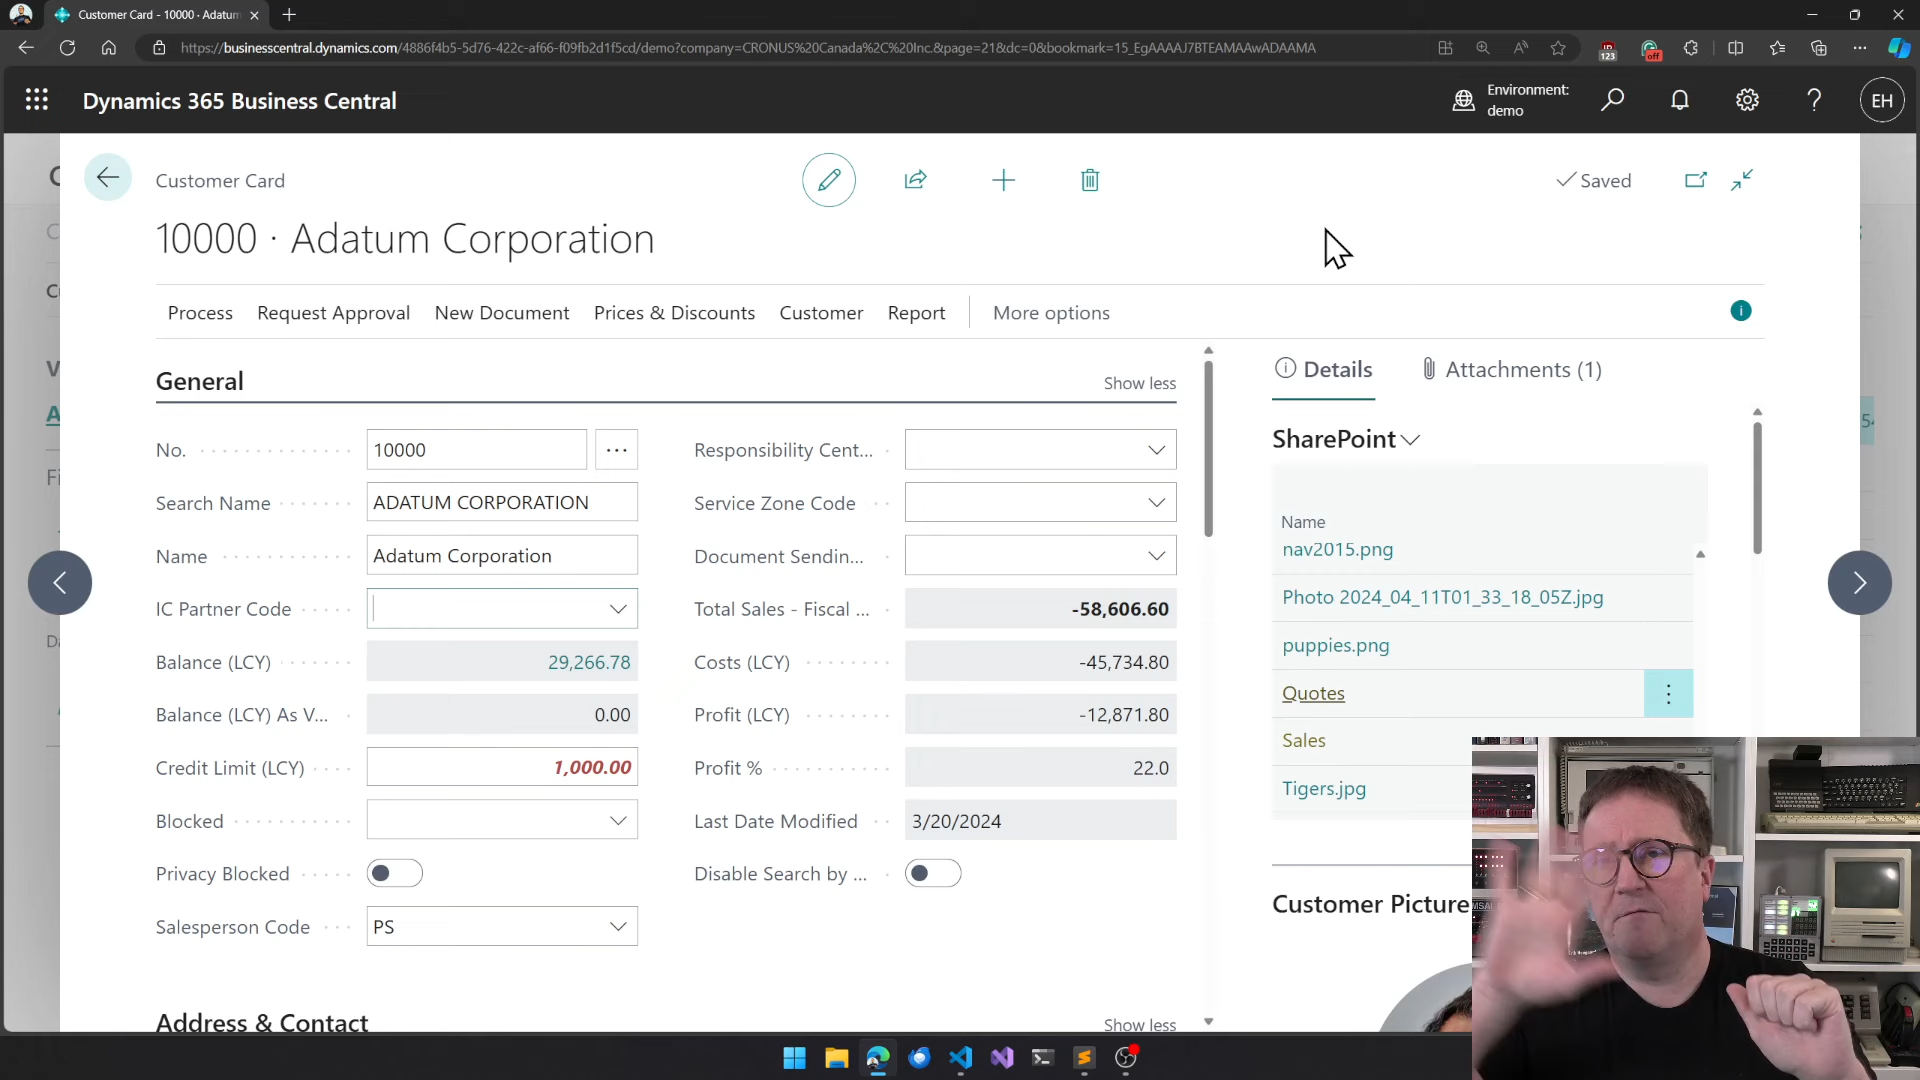 Customer Card - 10000 · Adatum
https://businesscentral.dynamics.com/4886f4b5-5d76-422c-af66-f09fb2d1f5cd/demo?company=CRONUS%20Canada%2C%20Inc.&page=21&dc=0&bookmark=15_EgAAAAJ7BTEAMAAwADAAMA
123
off
Dynamics 365 Business Central
Environment:
demo
EH
Customer Card
Saved
10000 · Adatum Corporation
Process
Request Approval
New Document
Prices & Discounts
Customer
Report
More options
General
Show less
No.
10000
Search Name
ADATUM CORPORATION
Name
Adatum Corporation
IC Partner Code
Balance (LCY)
29,266.78
Balance (LCY) As V...
0.00
Credit Limit (LCY)
1,000.00
Blocked
Privacy Blocked
Salesperson Code
PS
Responsibility Cent...
Service Zone Code
Document Sendin...
Total Sales - Fiscal ...
-58,606.60
Costs (LCY)
-45,734.80
Profit (LCY)
-12,871.80
Profit %
22.0
Last Date Modified
3/20/2024
Disable Search by ...
Address & Contact
Show less
Details
Attachments (1)
SharePoint
Name
nav2015.png
Photo 2024_04_11T01_33_18_05Z.jpg
puppies.png
Quotes
Sales
Tigers.jpg
Customer Picture